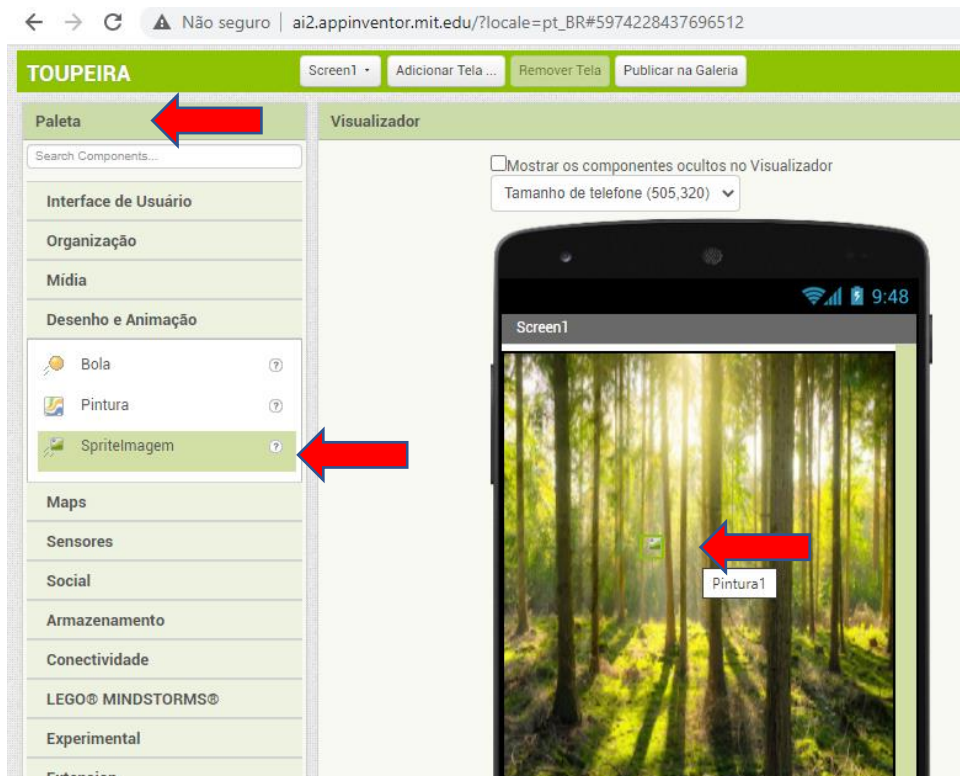 Não seguro | ai2.appinventor.mit.edu/?locale=pt_BR#5974228437696512
TOUPEIRA
Screen1
Adicionar Tela ...
Remover Tela
Publicar na Galeria
Paleta
Visualizador
Search Components...
Mostrar os componentes ocultos no Visualizador
Tamanho de telefone (505,320)
Interface de Usuário
Organização
Mídia
Desenho e Animação
9:48
Screen1
Bola ?
Pintura ?
SpriteImagem ?
Maps
Sensores
Pintura1
Social
Armazenamento
Conectividade
LEGO® MINDSTORMS®
Experimental